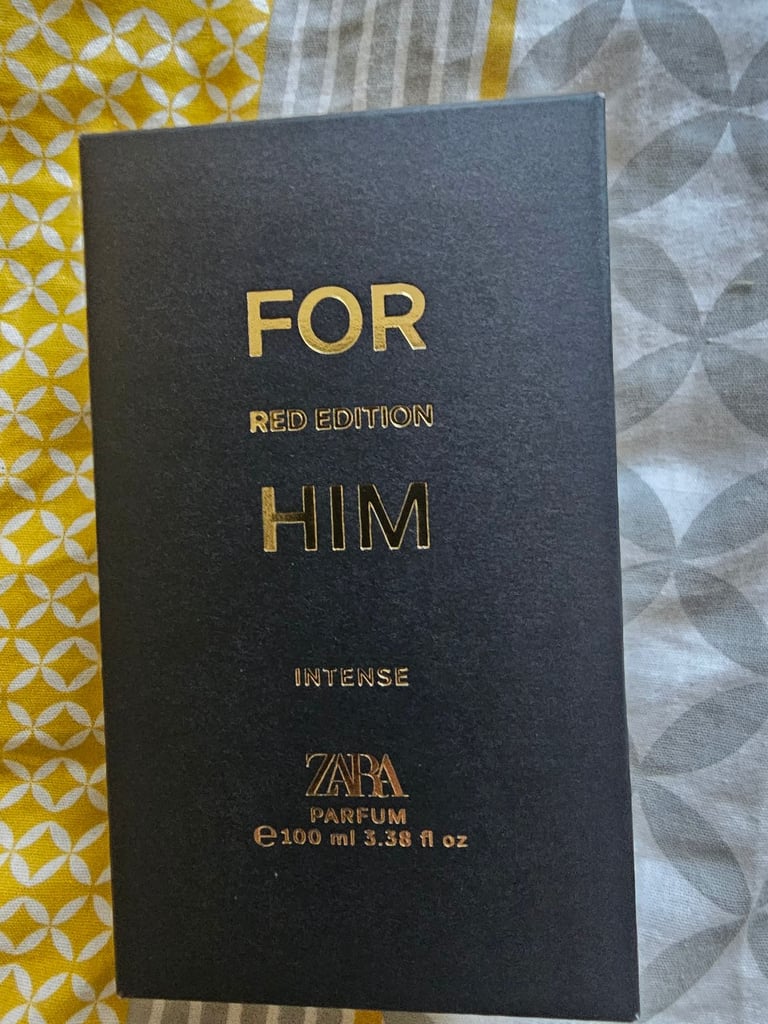 FOR
RED EDITION
HIM
INTENSE
ZARA
PARFUM
℮100 ml 3.38 fl oz